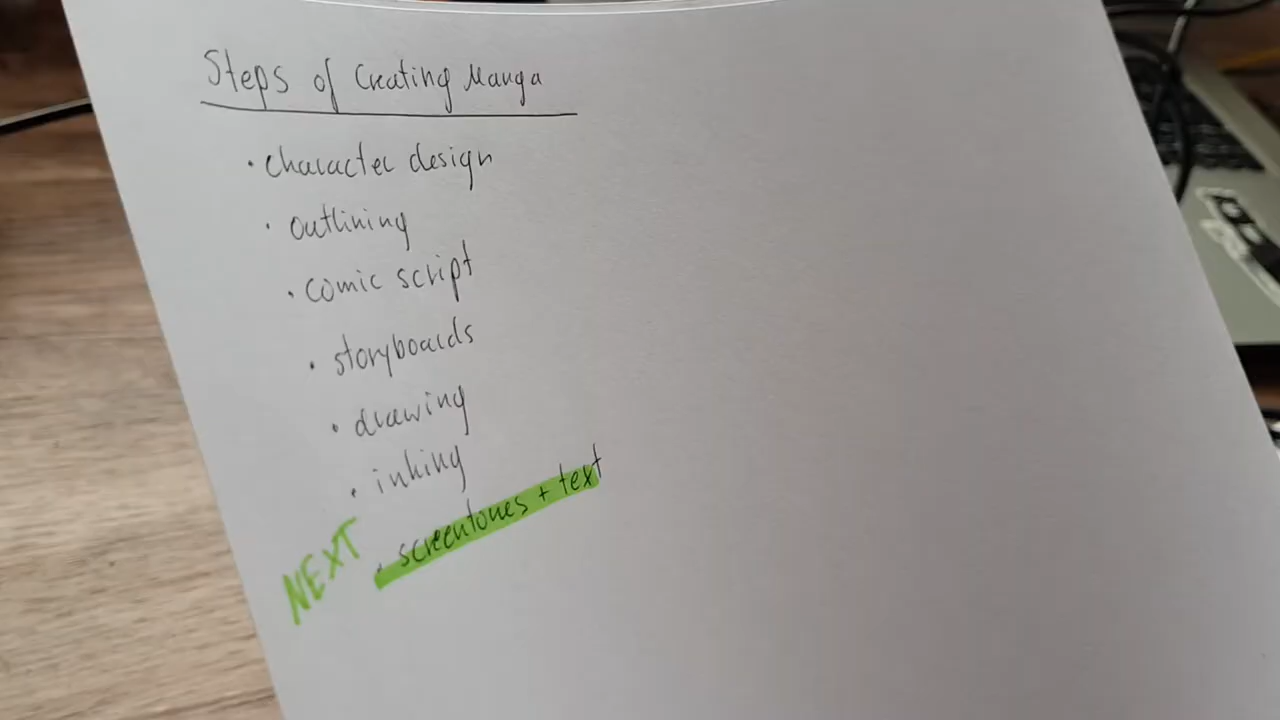 Steps of Creating Manga
· character design
· outlining
· comic script
· storyboards
· drawing
· inking
NEXT · screentones + text